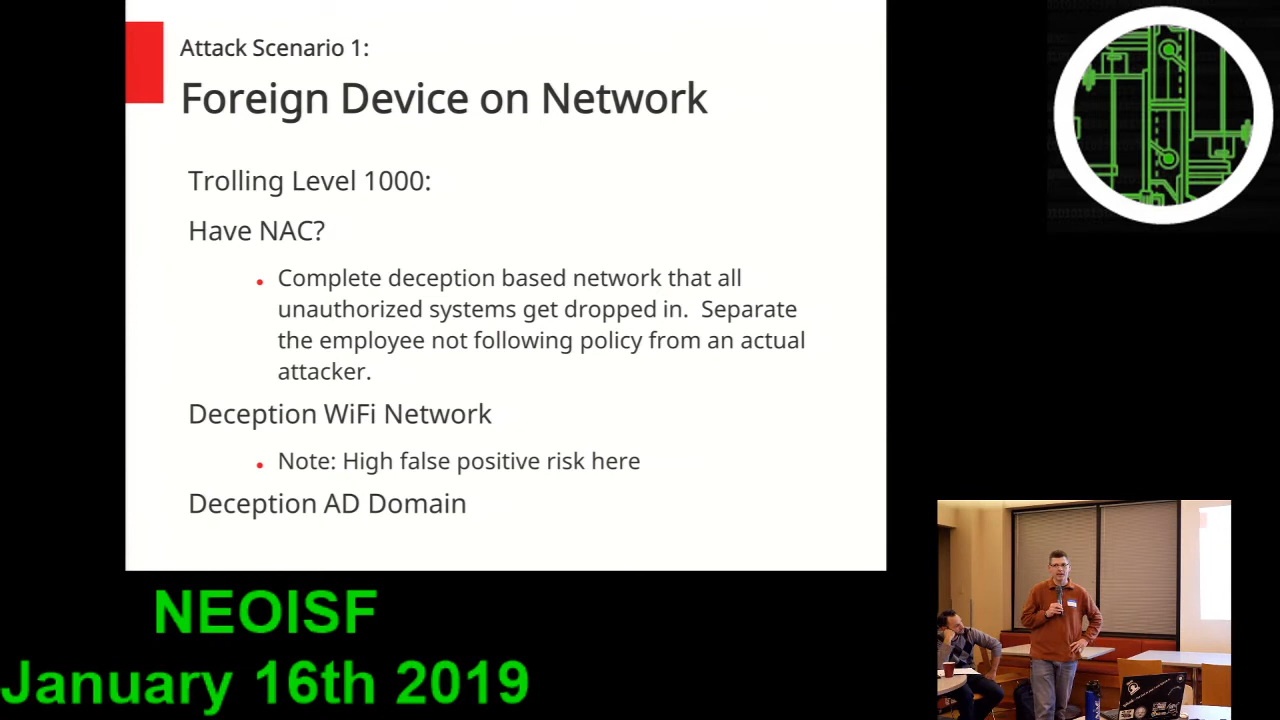 Attack Scenario 1:
Foreign Device on Network
Trolling Level 1000:
Have NAC?
• Complete deception based network that all
unauthorized systems get dropped in.  Separate
the employee not following policy from an actual
attacker.
Deception WiFi Network
• Note: High false positive risk here
Deception AD Domain
NEOISF
January 16th 2019